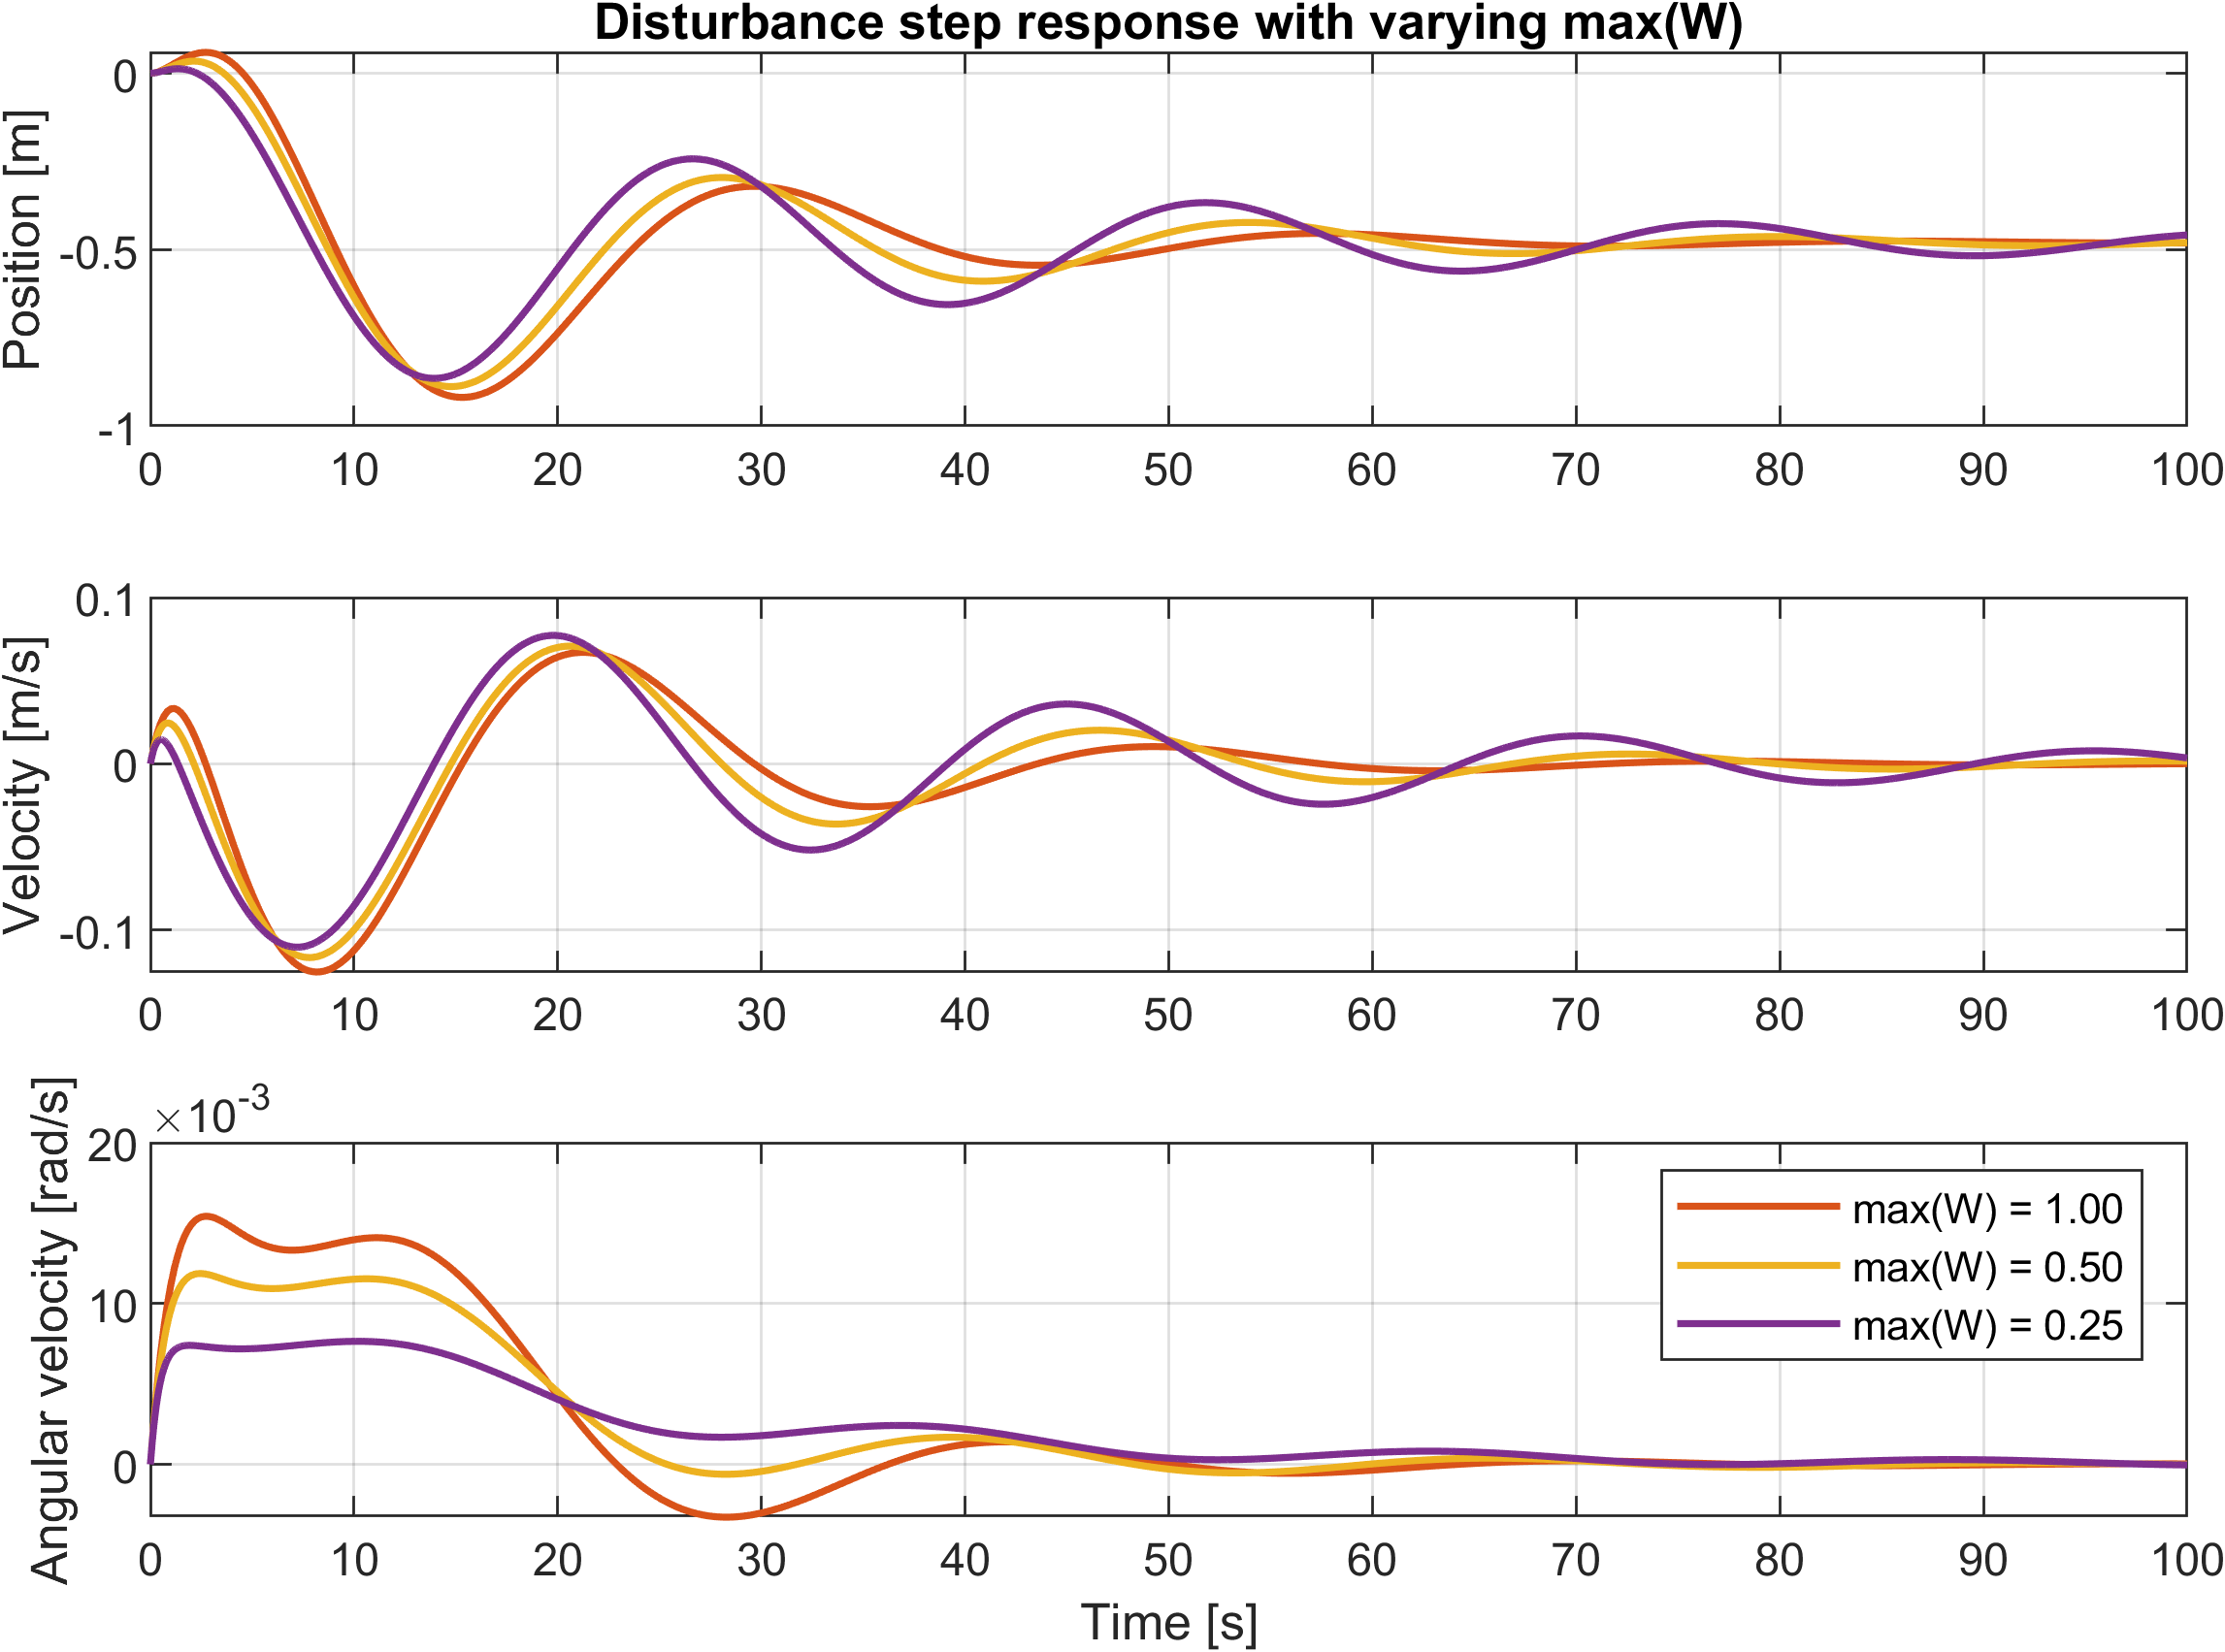 Disturbance step response with varying max(W)
Position [m]
0
-0.5
-1
0 10 20 30 40 50 60 70 80 90 100
Velocity [m/s]
0.1
0
-0.1
0 10 20 30 40 50 60 70 80 90 100
Angular velocity [rad/s]
×10-3
20
10
0
max(W) = 1.00
max(W) = 0.50
max(W) = 0.25
0 10 20 30 40 50 60 70 80 90 100
Time [s]